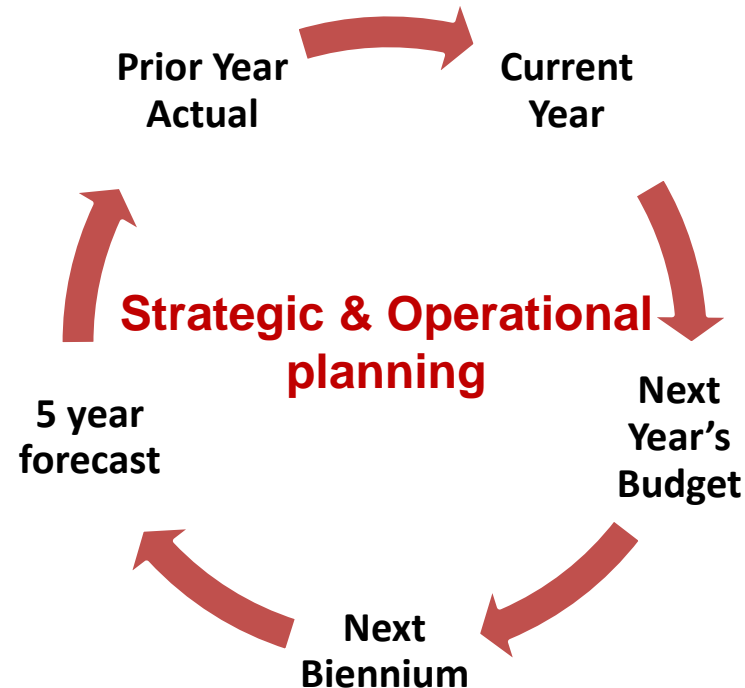 Prior Year
Actual
Current
Year
Strategic & Operational
planning
Next
Year’s
Budget
5 year
forecast
Next
Biennium